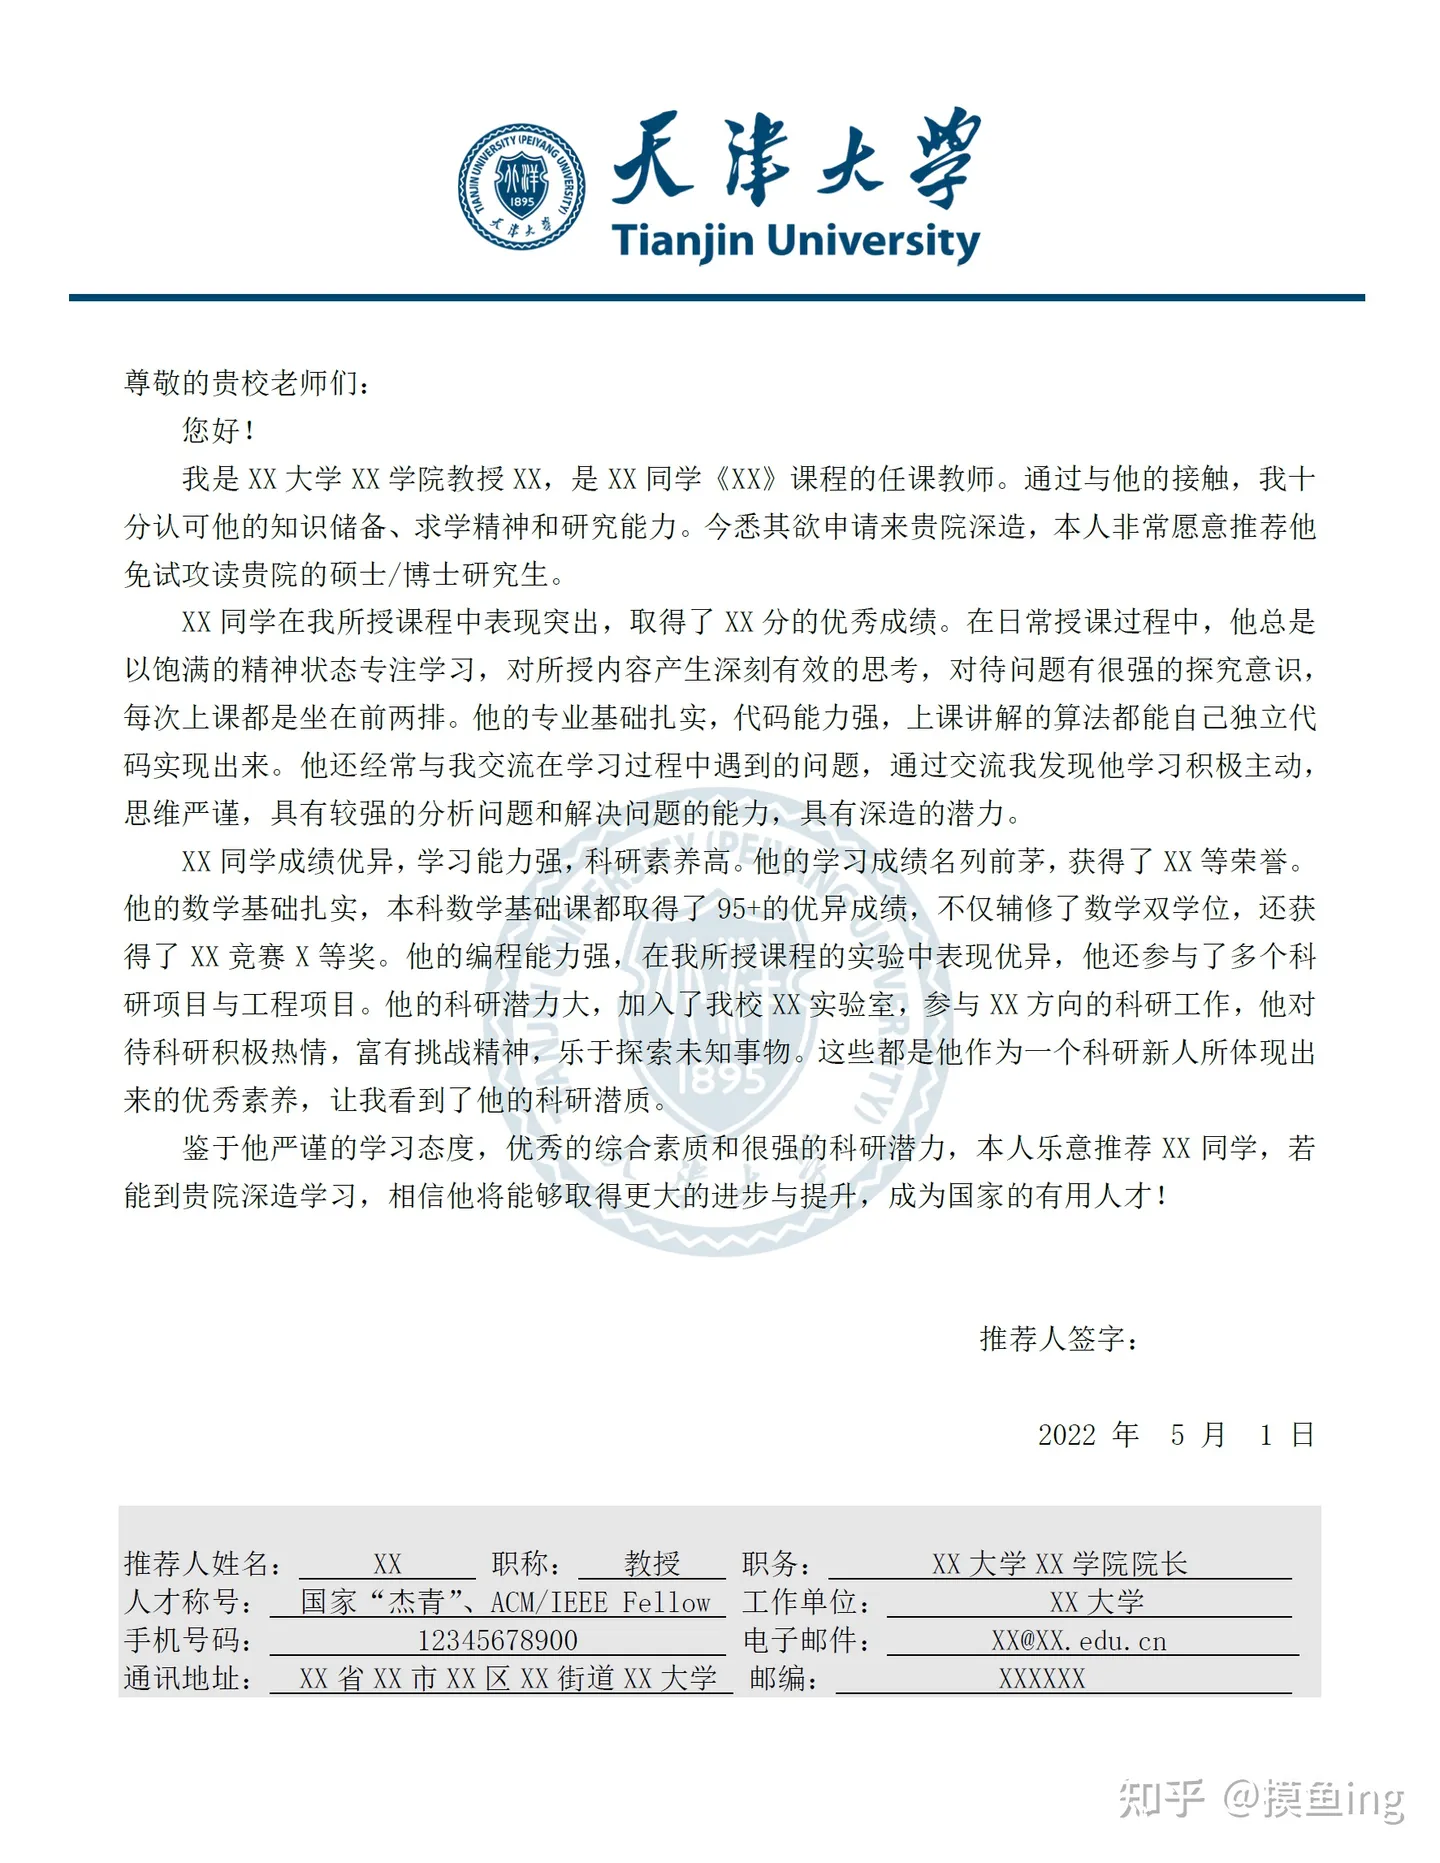 TIANJIN UNIVERSITY (PEIYANG UNIVERSITY)
北洋
1895
天津大学
天津大学
Tianjin University
尊敬的贵校老师们：
您好！
我是 XX 大学 XX 学院教授 XX，是 XX 同学《XX》课程的任课教师。通过与他的接触，我十
分认可他的知识储备、求学精神和研究能力。今悉其欲申请来贵院深造，本人非常愿意推荐他
免试攻读贵院的硕士/博士研究生。
XX 同学在我所授课程中表现突出，取得了 XX 分的优秀成绩。在日常授课过程中，他总是
以饱满的精神状态专注学习，对所授内容产生深刻有效的思考，对待问题有很强的探究意识，
每次上课都是坐在前两排。他的专业基础扎实，代码能力强，上课讲解的算法都能自己独立代
码实现出来。他还经常与我交流在学习过程中遇到的问题，通过交流我发现他学习积极主动，
思维严谨，具有较强的分析问题和解决问题的能力，具有深造的潜力。
XX 同学成绩优异，学习能力强，科研素养高。他的学习成绩名列前茅，获得了 XX 等荣誉。
他的数学基础扎实，本科数学基础课都取得了 95+的优异成绩，不仅辅修了数学双学位，还获
得了 XX 竞赛 X 等奖。他的编程能力强，在我所授课程的实验中表现优异，他还参与了多个科
研项目与工程项目。他的科研潜力大，加入了我校 XX 实验室，参与 XX 方向的科研工作，他对
待科研积极热情，富有挑战精神，乐于探索未知事物。这些都是他作为一个科研新人所体现出
来的优秀素养，让我看到了他的科研潜质。
鉴于他严谨的学习态度，优秀的综合素质和很强的科研潜力，本人乐意推荐 XX 同学，若
能到贵院深造学习，相信他将能够取得更大的进步与提升，成为国家的有用人才！
TIANJIN UNIVERSITY (PEIYANG UNIVERSITY)
北洋
1895
天津大学
推荐人签字：
2022 年 5 月 1 日
推荐人姓名： XX 职称： 教授 职务： XX 大学 XX 学院院长
人才称号： 国家“杰青”、ACM/IEEE Fellow 工作单位： XX 大学
手机号码： 12345678900 电子邮件： XX@XX.edu.cn
通讯地址： XX 省 XX 市 XX 区 XX 街道 XX 大学 邮编： XXXXXX
知乎 @摸鱼ing